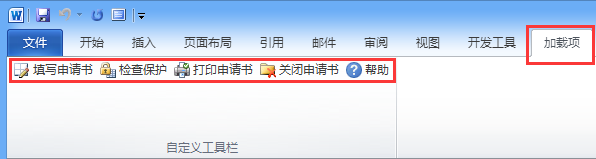 文件 开始 插入 页面布局 引用 邮件 审阅 视图 开发工具 加载项
填写申请书 检查保护 打印申请书 关闭申请书 帮助
自定义工具栏